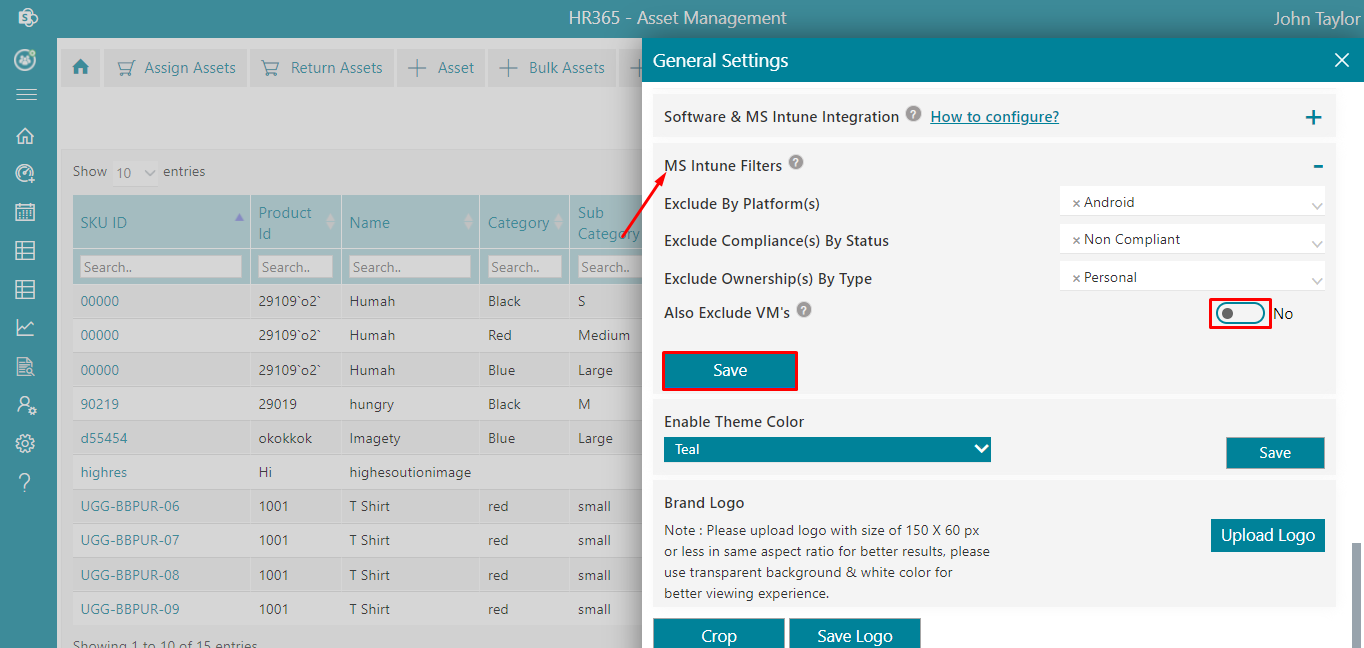 HR365 - Asset Management
John Taylor
Assign Assets
Return Assets
Asset
Bulk Assets
Show 10 entries
SKU ID
Product Id
Name
Category
Sub Category
Search..
Search..
Search..
Search..
Search..
00000 29109`o2` Humah Black S
00000 29109`o2` Humah Red Medium
00000 29109`o2` Humah Blue Large
90219 29019 hungry Black M
d55454 okokkok Imagety Blue Large
highres Hi highesoutionimage
UGG-BBPUR-06 1001 T Shirt red small
UGG-BBPUR-07 1001 T Shirt red small
UGG-BBPUR-08 1001 T Shirt red small
UGG-BBPUR-09 1001 T Shirt red small
Showing 1 to 10 of 15 entries
General Settings
Software & MS Intune Integration ? How to configure?
MS Intune Filters ?
Exclude By Platform(s)
× Android
Exclude Compliance(s) By Status
× Non Compliant
Exclude Ownership(s) By Type
× Personal
Also Exclude VM's ?
No
Save
Enable Theme Color
Teal
Save
Brand Logo
Note : Please upload logo with size of 150 X 60 px
or less in same aspect ratio for better results, please
use transparent background & white color for
better viewing experience.
Upload Logo
Crop
Save Logo